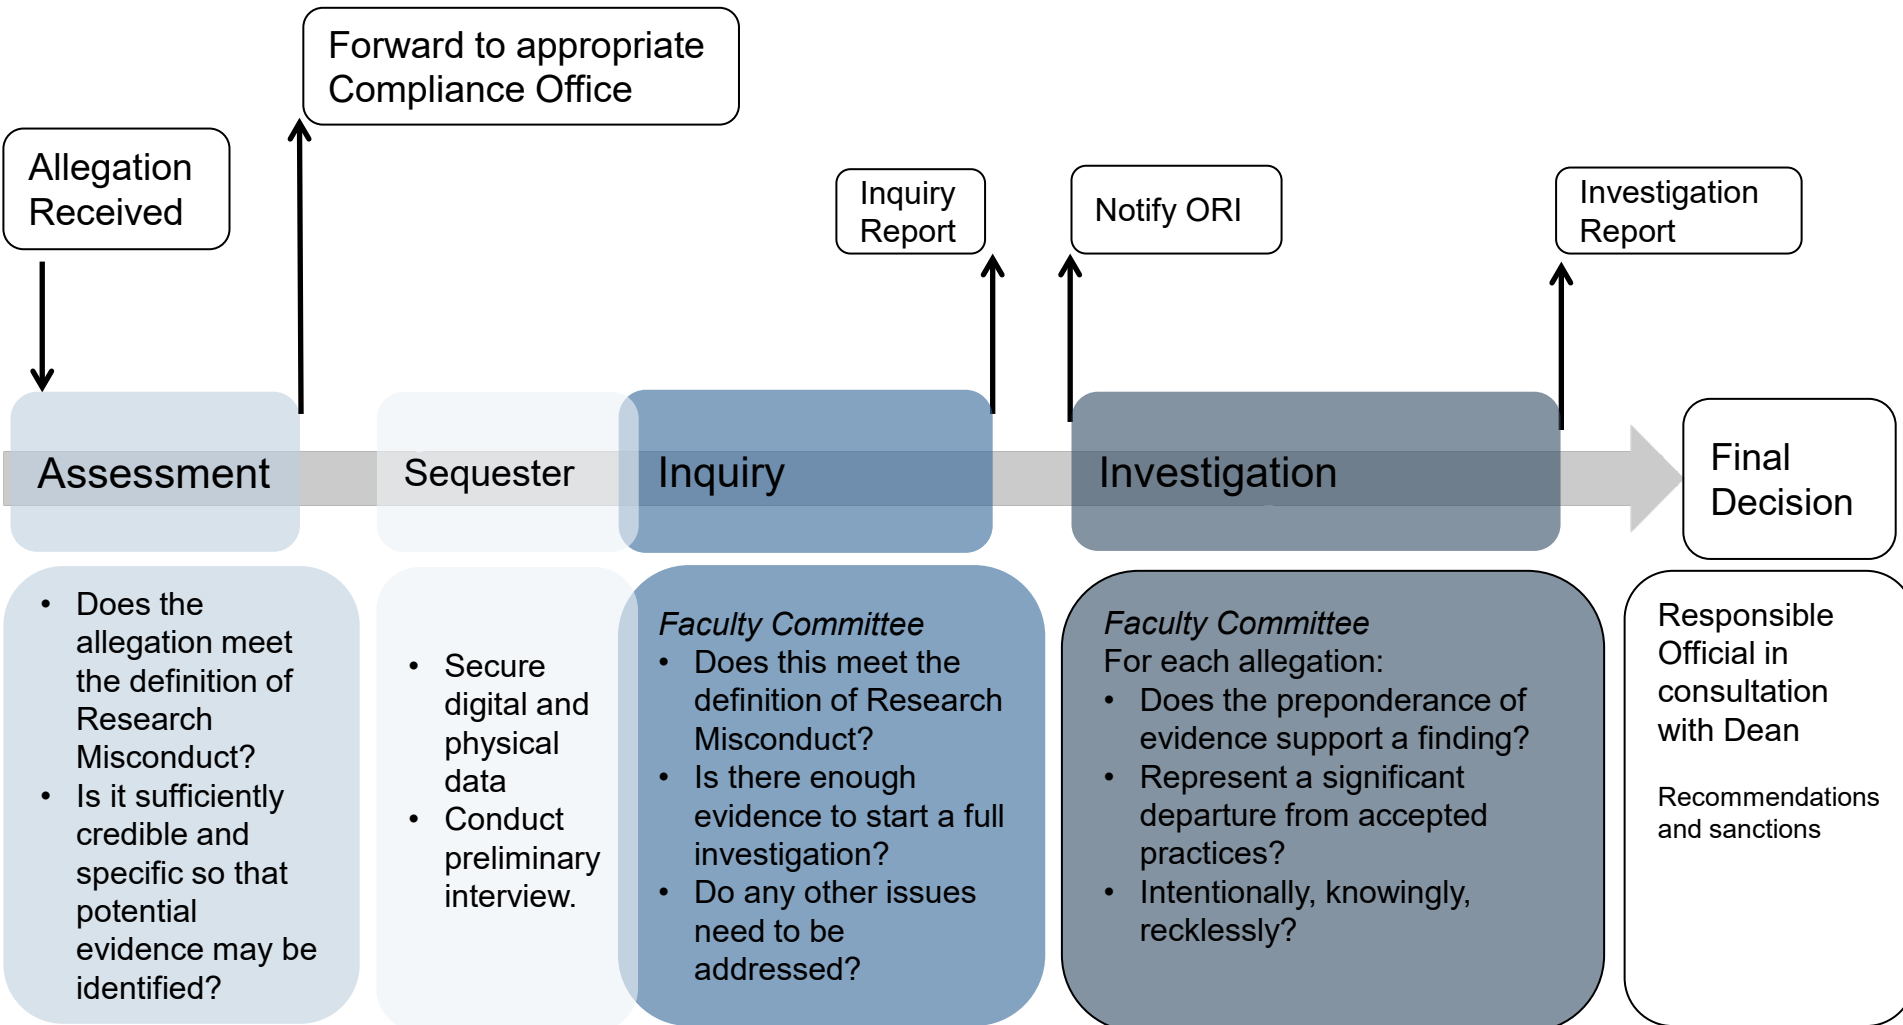 Forward to appropriate
Compliance Office
Allegation
Received
Inquiry
Report
Notify ORI
Investigation
Report
Assessment
Sequester
Inquiry
Investigation
Final
Decision
• Does the
allegation meet
the definition of
Research
Misconduct?
• Is it sufficiently
credible and
specific so that
potential
evidence may be
identified?
• Secure
digital and
physical
data
• Conduct
preliminary
interview.
Faculty Committee
• Does this meet the
definition of Research
Misconduct?
• Is there enough
evidence to start a full
investigation?
• Do any other issues
need to be
addressed?
Faculty Committee
For each allegation:
• Does the preponderance of
evidence support a finding?
• Represent a significant
departure from accepted
practices?
• Intentionally, knowingly,
recklessly?
Responsible
Official in
consultation
with Dean
Recommendations
and sanctions